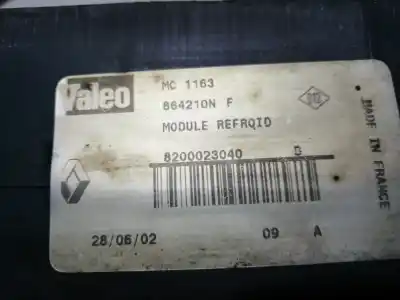 Valeo
MC 1163
864210N F
MODULE REFROID
8200023040 D
28/06/02 09 A
MADE IN FRANCE